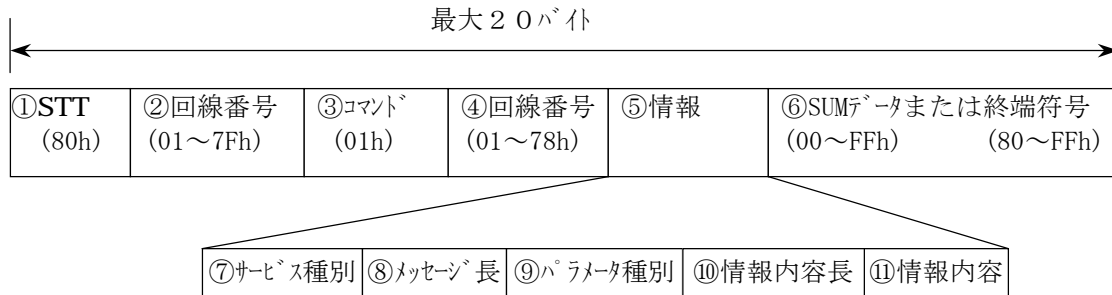 最大２０ﾊﾞｲﾄ
①STT ②回線番号 ③ｺﾏﾝﾄﾞ ④回線番号 ⑤情報 ⑥SUMﾃﾞｰﾀまたは終端符号
(80h) (01～7Fh) (01h) (01～78h) (00～FFh) (80～FFh)
⑦ｻｰﾋﾞｽ種別 ⑧ﾒｯｾｰｼﾞ長 ⑨ﾊﾟﾗﾒｰﾀ種別 ⑩情報内容長 ⑪情報内容